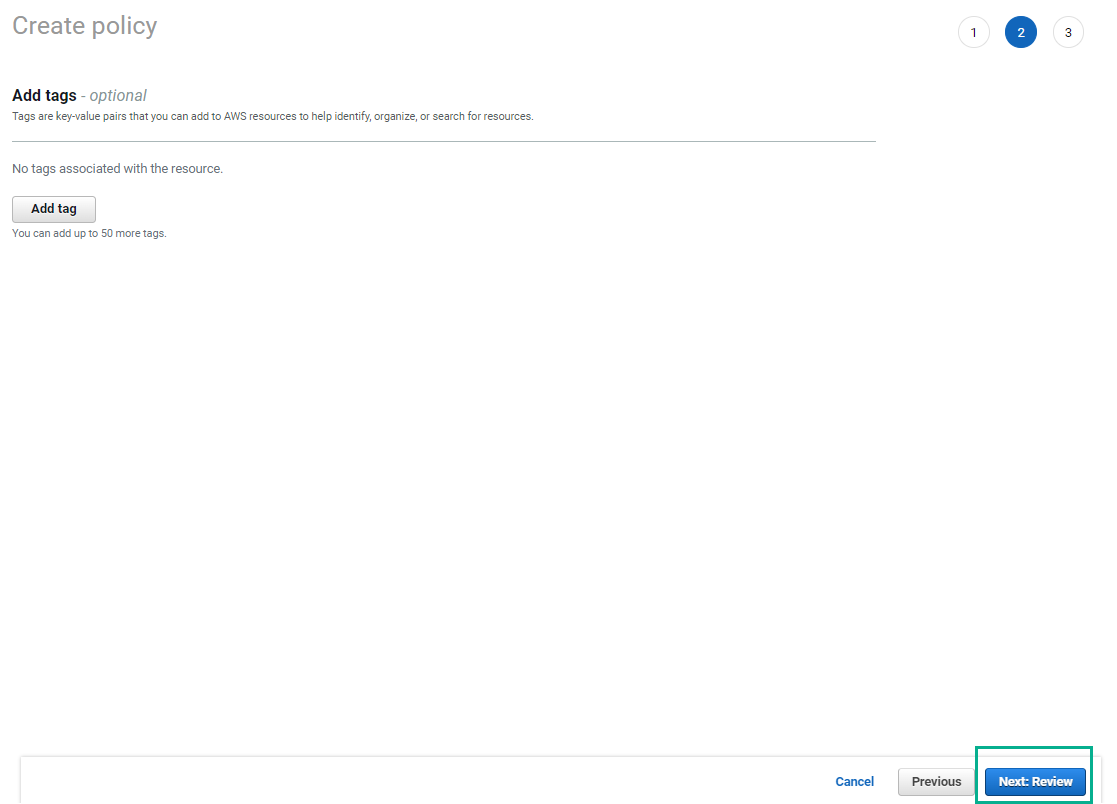 Create policy
1
2
3
Add tags - optional
Tags are key-value pairs that you can add to AWS resources to help identify, organize, or search for resources.
No tags associated with the resource.
Add tag
You can add up to 50 more tags.
Cancel
Previous
Next: Review